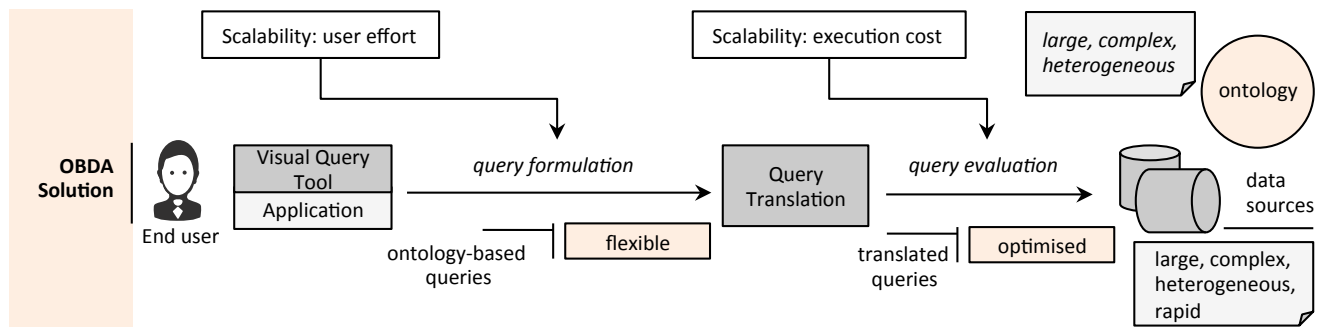 Scalability: user effort
Scalability: execution cost
large, complex,
heterogeneous
ontology
OBDA
Solution
End user
Visual Query
Tool
Application
query formulation
ontology-based
queries
flexible
Query
Translation
query evaluation
translated
queries
optimised
data
sources
large, complex,
heterogeneous,
rapid